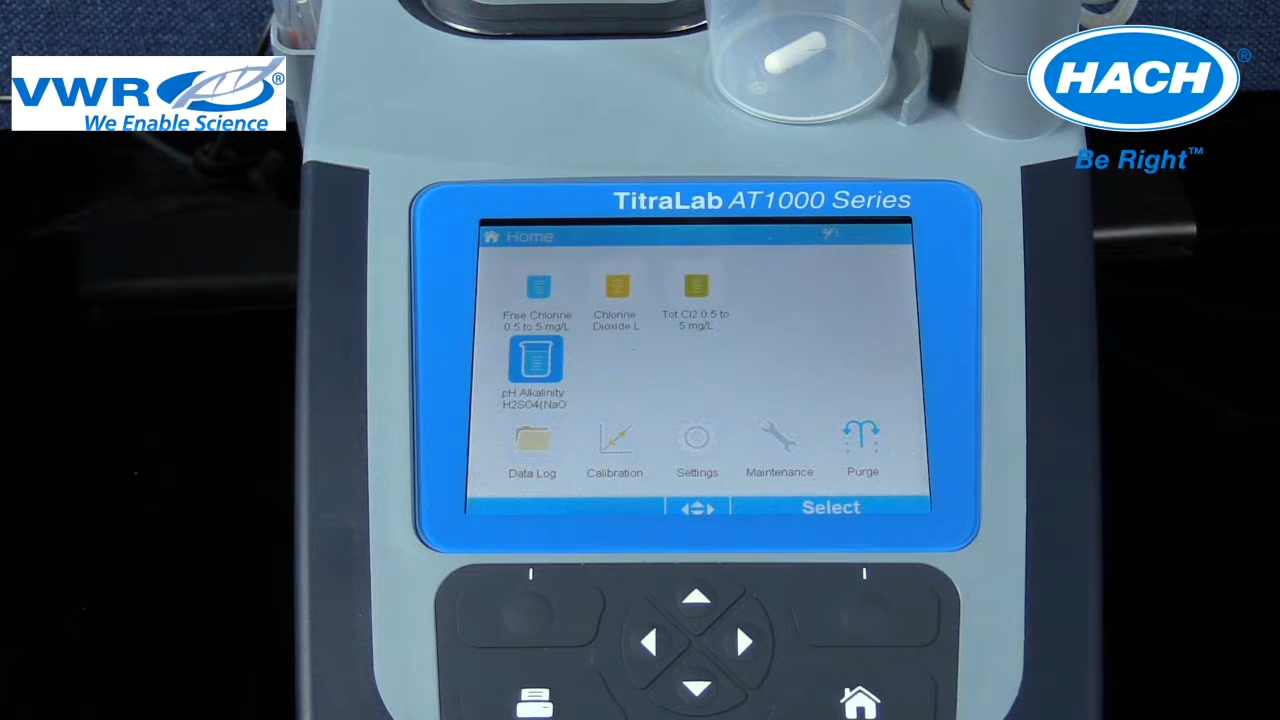 VWR®
We Enable Science
HACH®
Be Right™
TitraLab AT1000 Series
Home
Free Chlorine
0.5 to 5 mg/L
Chlorine
Dioxide L
Tot Cl2 0.5 to
5 mg/L
pH Alkalinity
H2SO4(NaO
Data Log
Calibration
Settings
Maintenance
Purge
Select